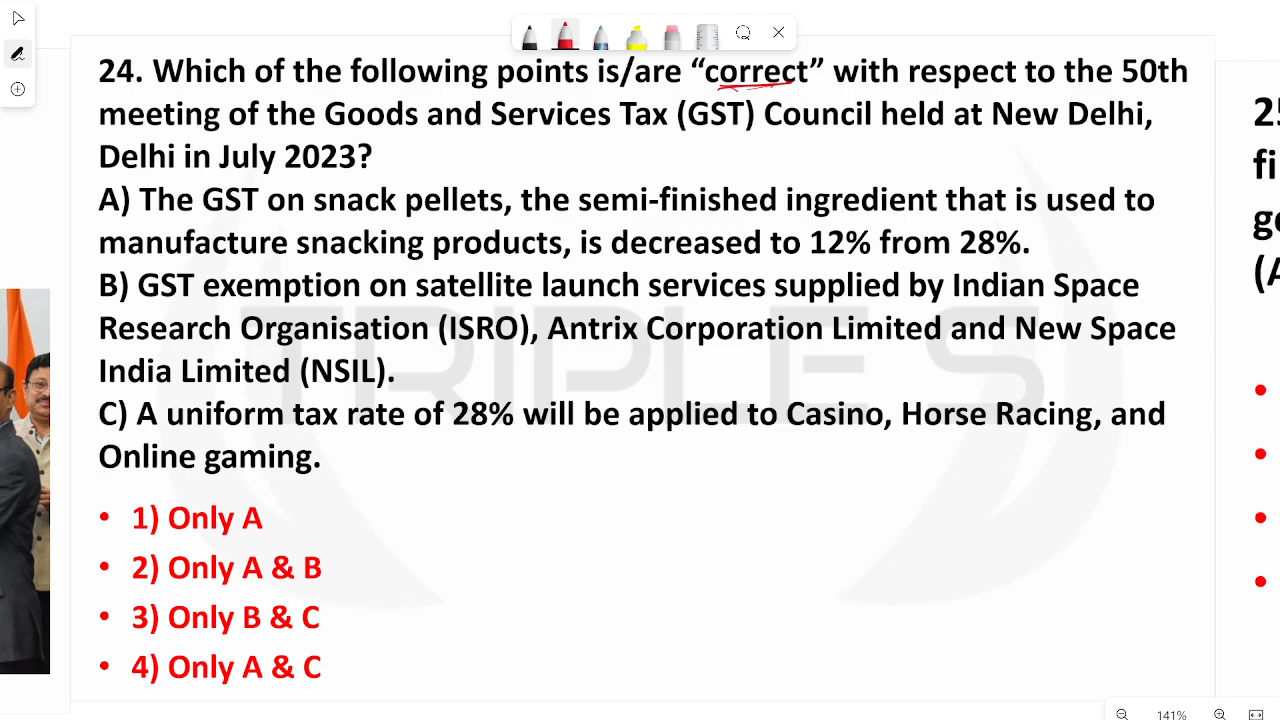 24. Which of the following points is/are “correct” with respect to the 50th
meeting of the Goods and Services Tax (GST) Council held at New Delhi,
Delhi in July 2023?
A) The GST on snack pellets, the semi-finished ingredient that is used to
manufacture snacking products, is decreased to 12% from 28%.
B) GST exemption on satellite launch services supplied by Indian Space
Research Organisation (ISRO), Antrix Corporation Limited and New Space
India Limited (NSIL).
C) A uniform tax rate of 28% will be applied to Casino, Horse Racing, and
Online gaming.
• 1) Only A
• 2) Only A & B
• 3) Only B & C
• 4) Only A & C
TRIPLE S
141%